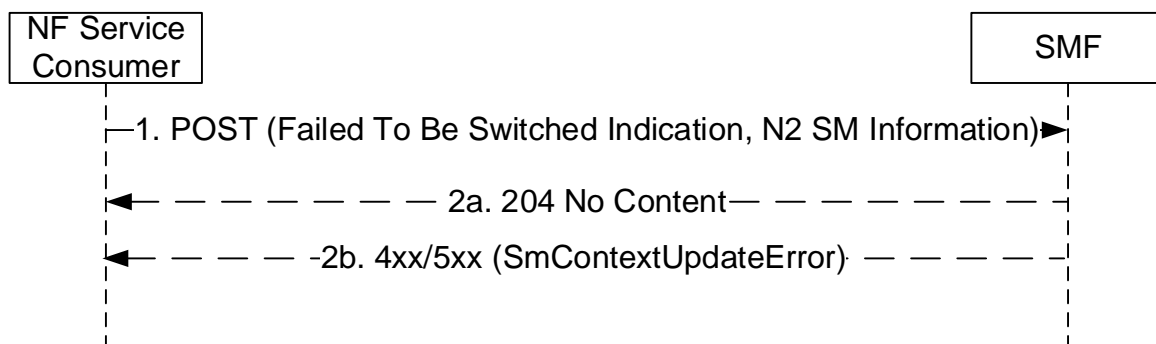 NF Service
Consumer
SMF
1. POST (Failed To Be Switched Indication, N2 SM Information)
2a. 204 No Content
2b. 4xx/5xx (SmContextUpdateError)